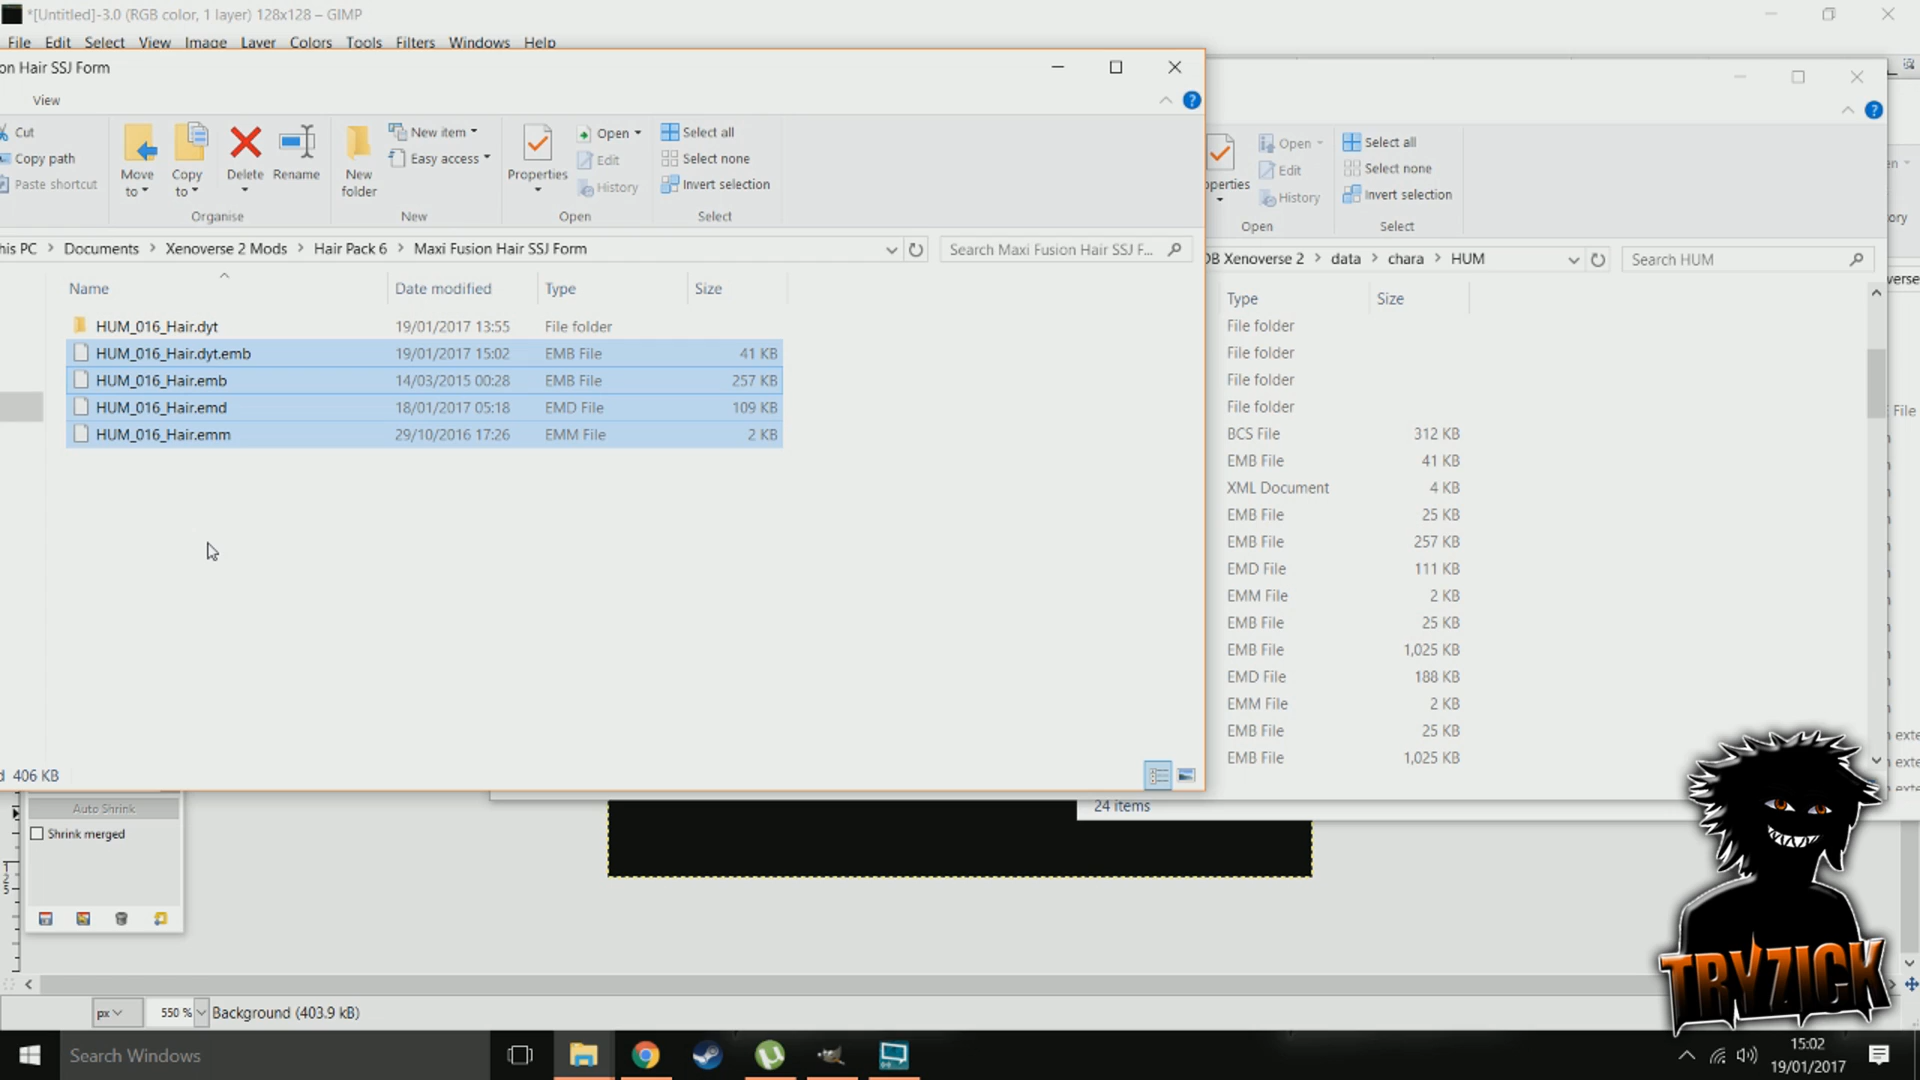 *[Untitled]-3.0 (RGB color, 1 layer) 128x128 – GIMP
File Edit Select View Image Layer Colors Tools Filters Windows Help
on Hair SSJ Form
View
Cut
Copy path
Paste shortcut
Move to
Copy to
Delete
Rename
New folder
New item
Easy access
Properties
Open
Edit
History
Select all
Select none
Invert selection
Organise
New
Open
Select
his PC > Documents > Xenoverse 2 Mods > Hair Pack 6 > Maxi Fusion Hair SSJ Form
Search Maxi Fusion Hair SSJ F...
Name Date modified Type Size
HUM_016_Hair.dyt 19/01/2017 13:55 File folder
HUM_016_Hair.dyt.emb 19/01/2017 15:02 EMB File 41 KB
HUM_016_Hair.emb 14/03/2015 00:28 EMB File 257 KB
HUM_016_Hair.emd 18/01/2017 05:18 EMD File 109 KB
HUM_016_Hair.emm 29/10/2016 17:26 EMM File 2 KB
d 406 KB
operties
Open
Edit
History
Select all
Select none
Invert selection
Open
Select
DB Xenoverse 2 > data > chara > HUM
Search HUM
Type Size
File folder
File folder
File folder
File folder
BCS File 312 KB
EMB File 41 KB
XML Document 4 KB
EMB File 25 KB
EMB File 257 KB
EMD File 111 KB
EMM File 2 KB
EMB File 25 KB
EMB File 1,025 KB
EMD File 188 KB
EMM File 2 KB
EMB File 25 KB
EMB File 1,025 KB
24 items
en
ory
verse
File
n exte
n exte
Auto Shrink
Shrink merged
px 550 % Background (403.9 kB)
TRYZICK
Search Windows
15:02
19/01/2017